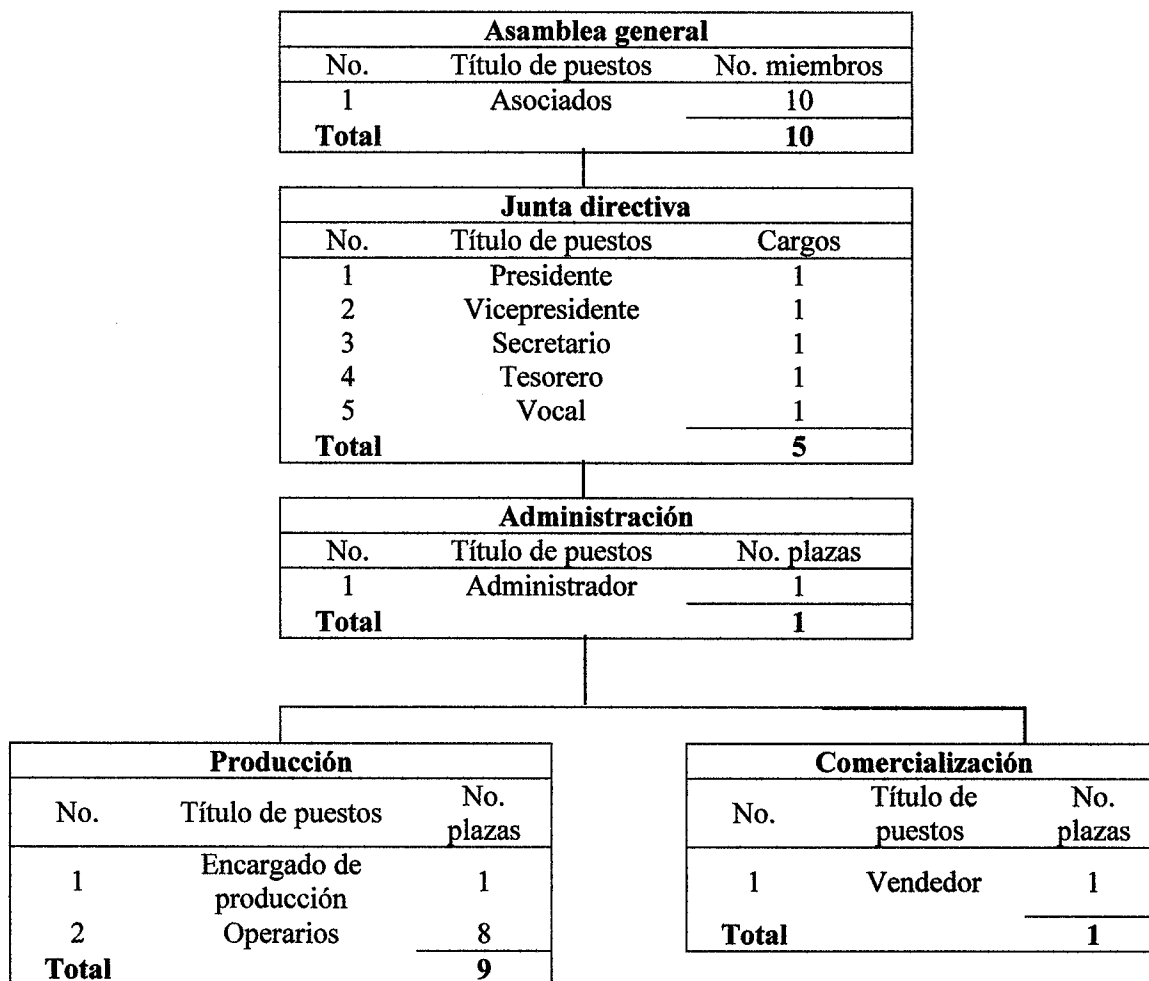 Asamblea general
No. Título de puestos No. miembros
1 Asociados 10
Total 10
Junta directiva
No. Título de puestos Cargos
1 Presidente 1
2 Vicepresidente 1
3 Secretario 1
4 Tesorero 1
5 Vocal 1
Total 5
Administración
No. Título de puestos No. plazas
1 Administrador 1
Total 1
Producción
No. Título de puestos No.
plazas
1 Encargado de
producción 1
2 Operarios 8
Total 9
Comercialización
No. Título de
puestos No.
plazas
1 Vendedor 1
Total 1